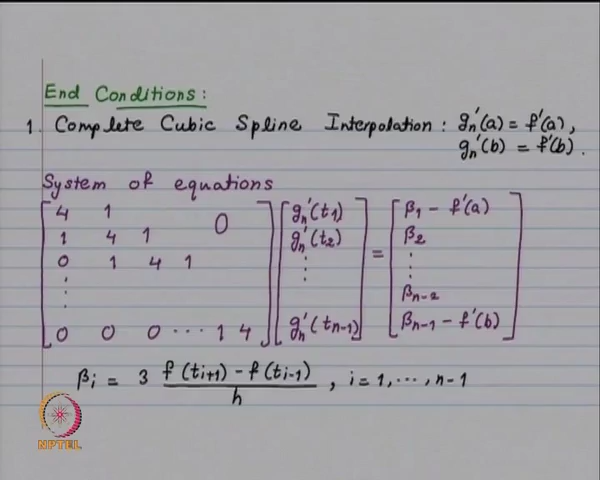 End Conditions:
1. Complete Cubic Spline Interpolation: gn'(a) = f'(a),
gn'(b) = f'(b).
System of equations
4 1 0 gn'(t1) β1 - f'(a)
1 4 1 gn'(t2) β2
0 1 4 1 ⋮ = ⋮
⋮ βn-2
0 0 0 ··· 1 4 gn'(tn-1) βn-1 - f'(b)
βi = 3 f(ti+1) - f(ti-1) / h , i = 1, ···, n-1
NPTEL